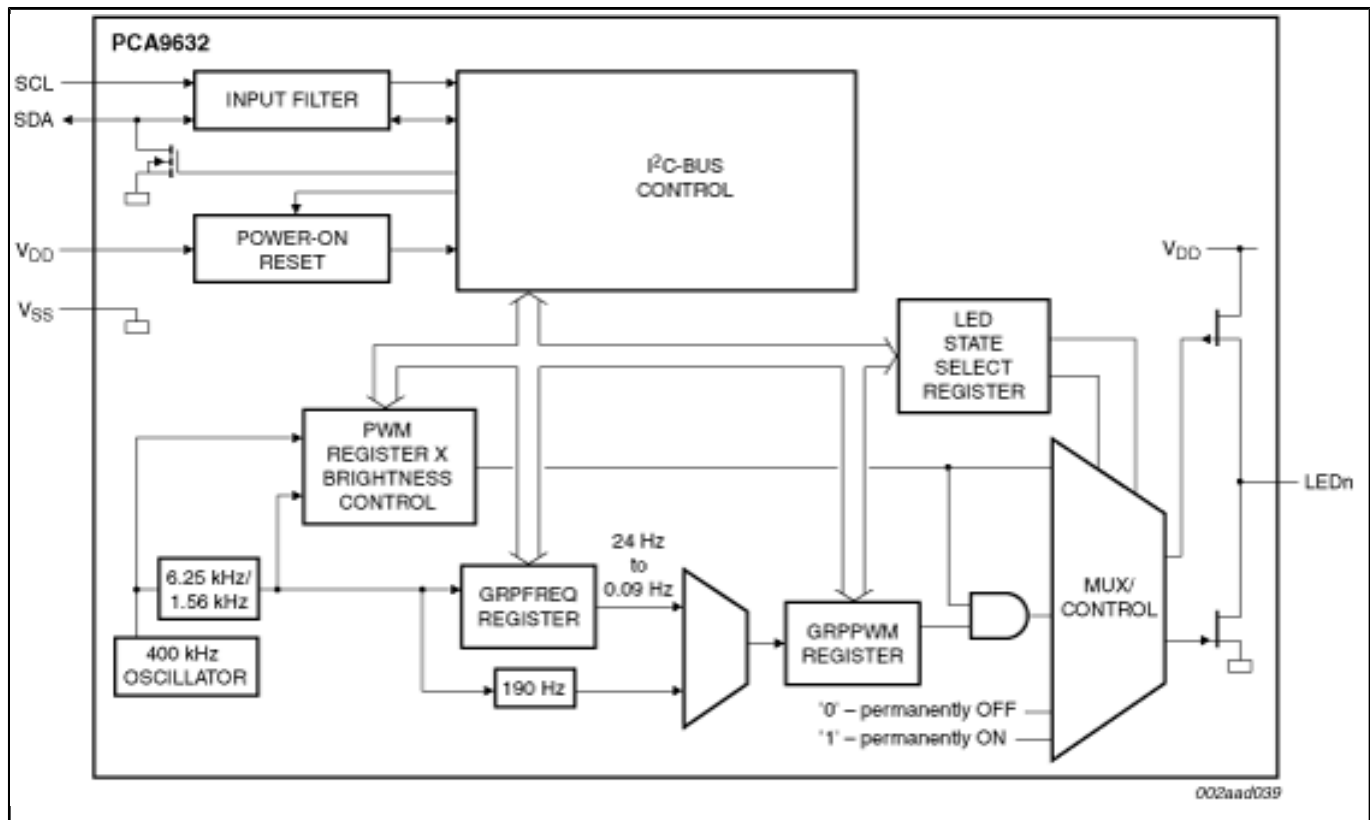 PCA9632
SCL
SDA
INPUT FILTER
I²C-BUS
CONTROL
POWER-ON
RESET
VDD
VSS
VDD
LED
STATE
SELECT
REGISTER
PWM
REGISTER X
BRIGHTNESS
CONTROL
LEDn
24 Hz
to
0.09 Hz
6.25 kHz/
1.56 kHz
GRPFREQ
REGISTER
MUX/
CONTROL
GRPPWM
REGISTER
400 kHz
OSCILLATOR
190 Hz
'0' – permanently OFF
'1' – permanently ON
002aad039